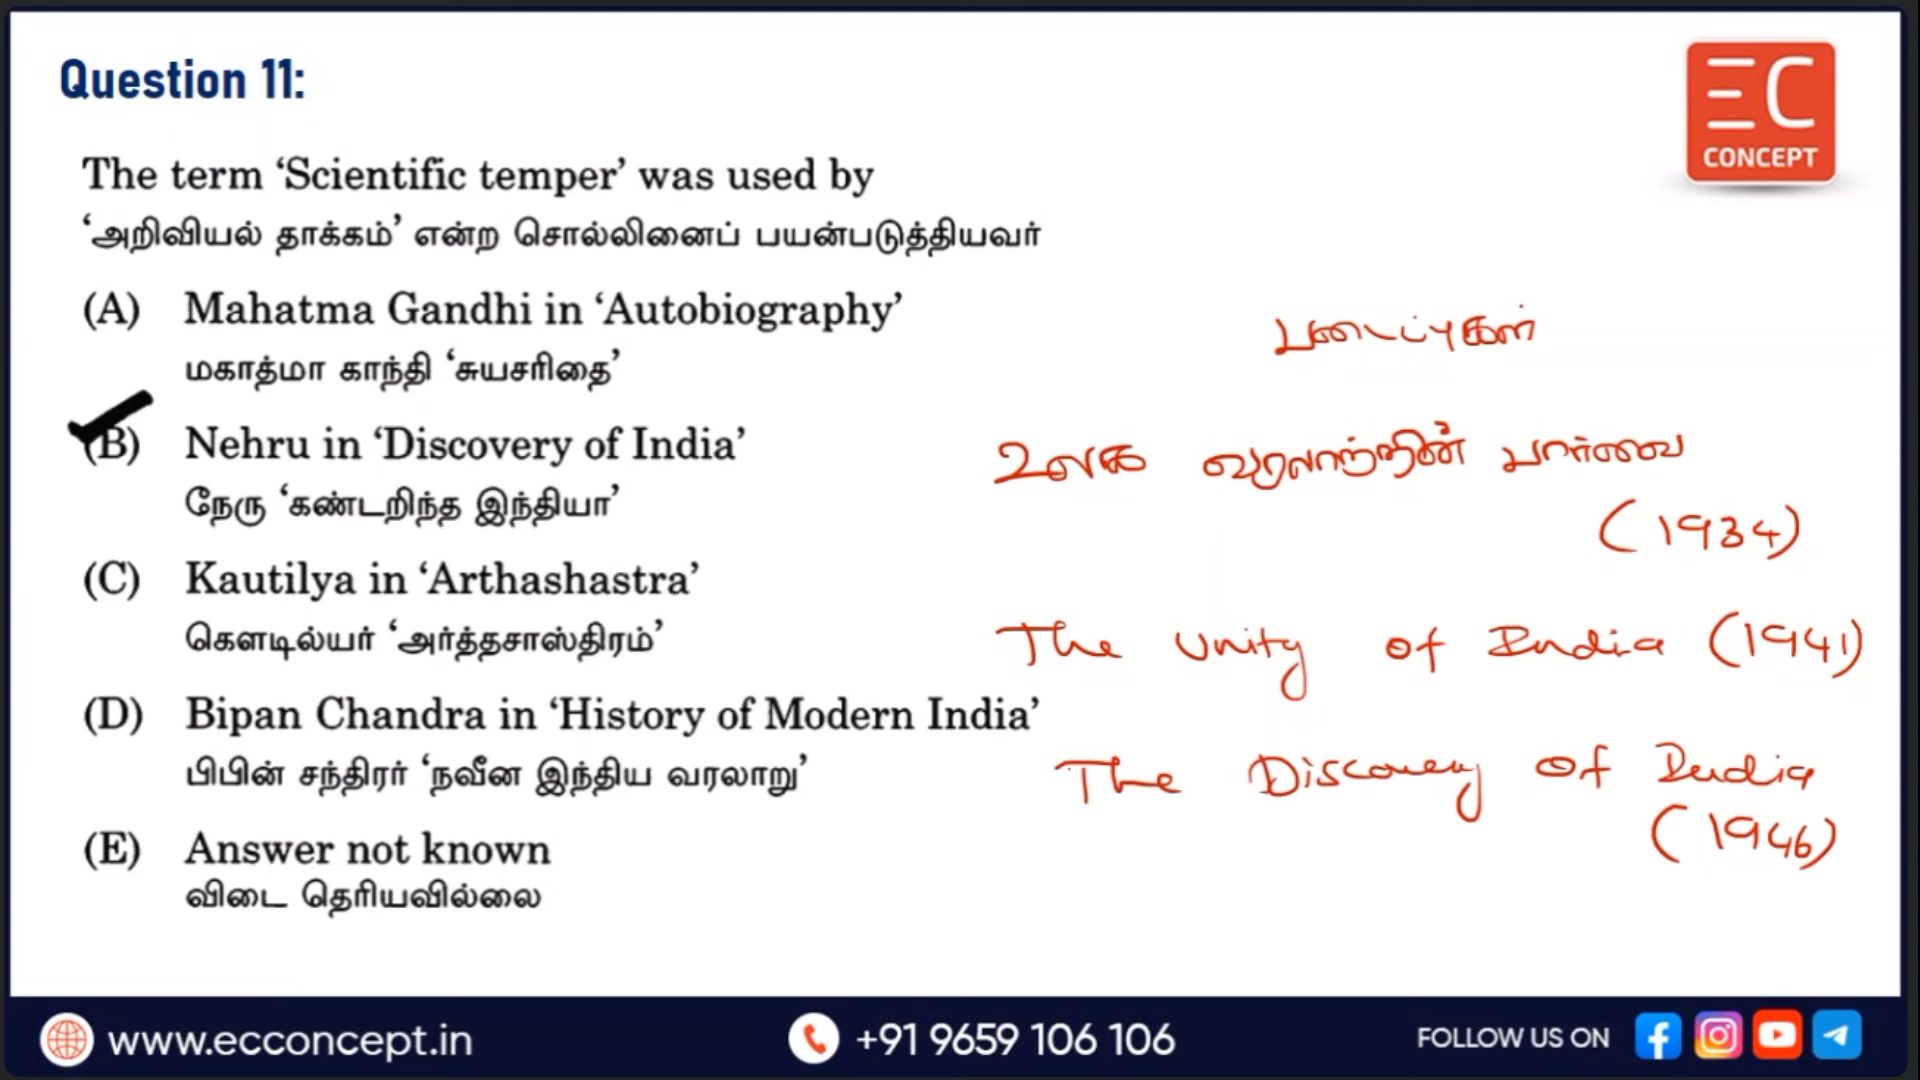 Question 11:
EC
CONCEPT
The term ‘Scientific temper’ was used by
‘அறிவியல் தாக்கம்’ என்ற சொல்லினைப் பயன்படுத்தியவர்
(A) Mahatma Gandhi in ‘Autobiography’
மகாத்மா காந்தி ‘சுயசரிதை’
(B) Nehru in ‘Discovery of India’
நேரு ‘கண்டறிந்த இந்தியா’
(C) Kautilya in ‘Arthashastra’
கௌடில்யர் ‘அர்த்தசாஸ்திரம்’
(D) Bipan Chandra in ‘History of Modern India’
பிபின் சந்திரர் ‘நவீன இந்திய வரலாறு’
(E) Answer not known
விடை தெரியவில்லை
படைப்புகள்
உலக வரலாற்றின் பார்வை
(1934)
The Unity of India (1941)
The Discovery of India
(1946)
www.ecconcept.in
+91 9659 106 106
FOLLOW US ON